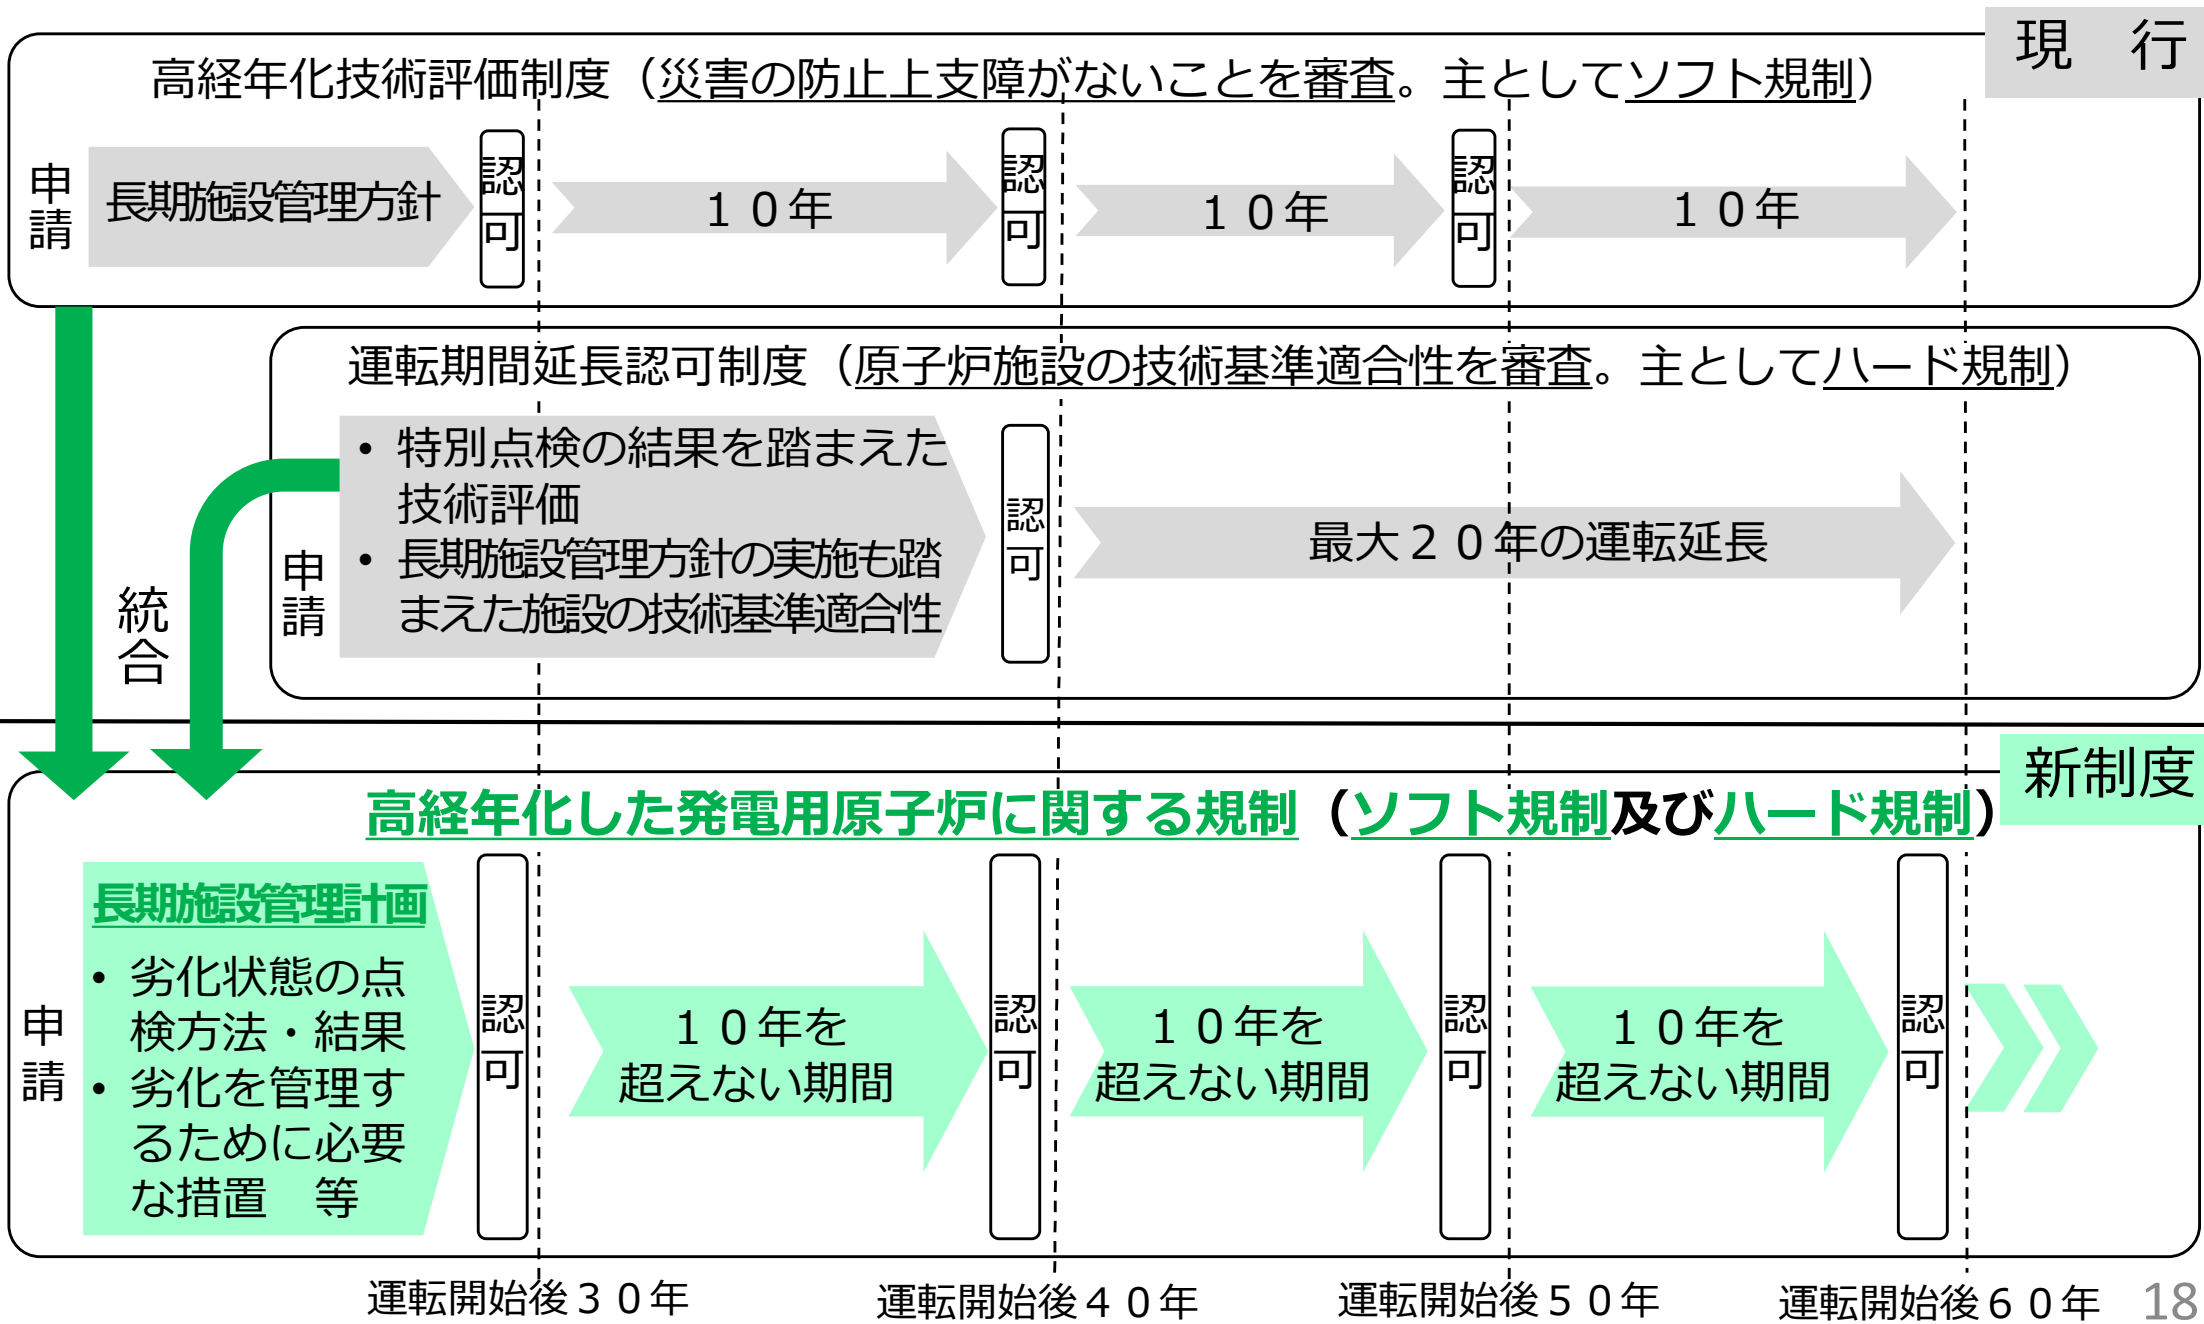 現　行
高経年化技術評価制度（災害の防止上支障がないことを審査。主としてソフト規制）
申請
長期施設管理方針
認可
１０年
認可
１０年
認可
１０年
運転期間延長認可制度（原子炉施設の技術基準適合性を審査。主としてハード規制）
申請
• 特別点検の結果を踏まえた
技術評価
• 長期施設管理方針の実施も踏
まえた施設の技術基準適合性
認可
最大２０年の運転延長
統合
新制度
高経年化した発電用原子炉に関する規制（ソフト規制及びハード規制）
申請
長期施設管理計画
• 劣化状態の点
検方法・結果
• 劣化を管理す
るために必要
な措置　等
認可
１０年を
超えない期間
認可
１０年を
超えない期間
認可
１０年を
超えない期間
認可
運転開始後３０年
運転開始後４０年
運転開始後５０年
運転開始後６０年
18